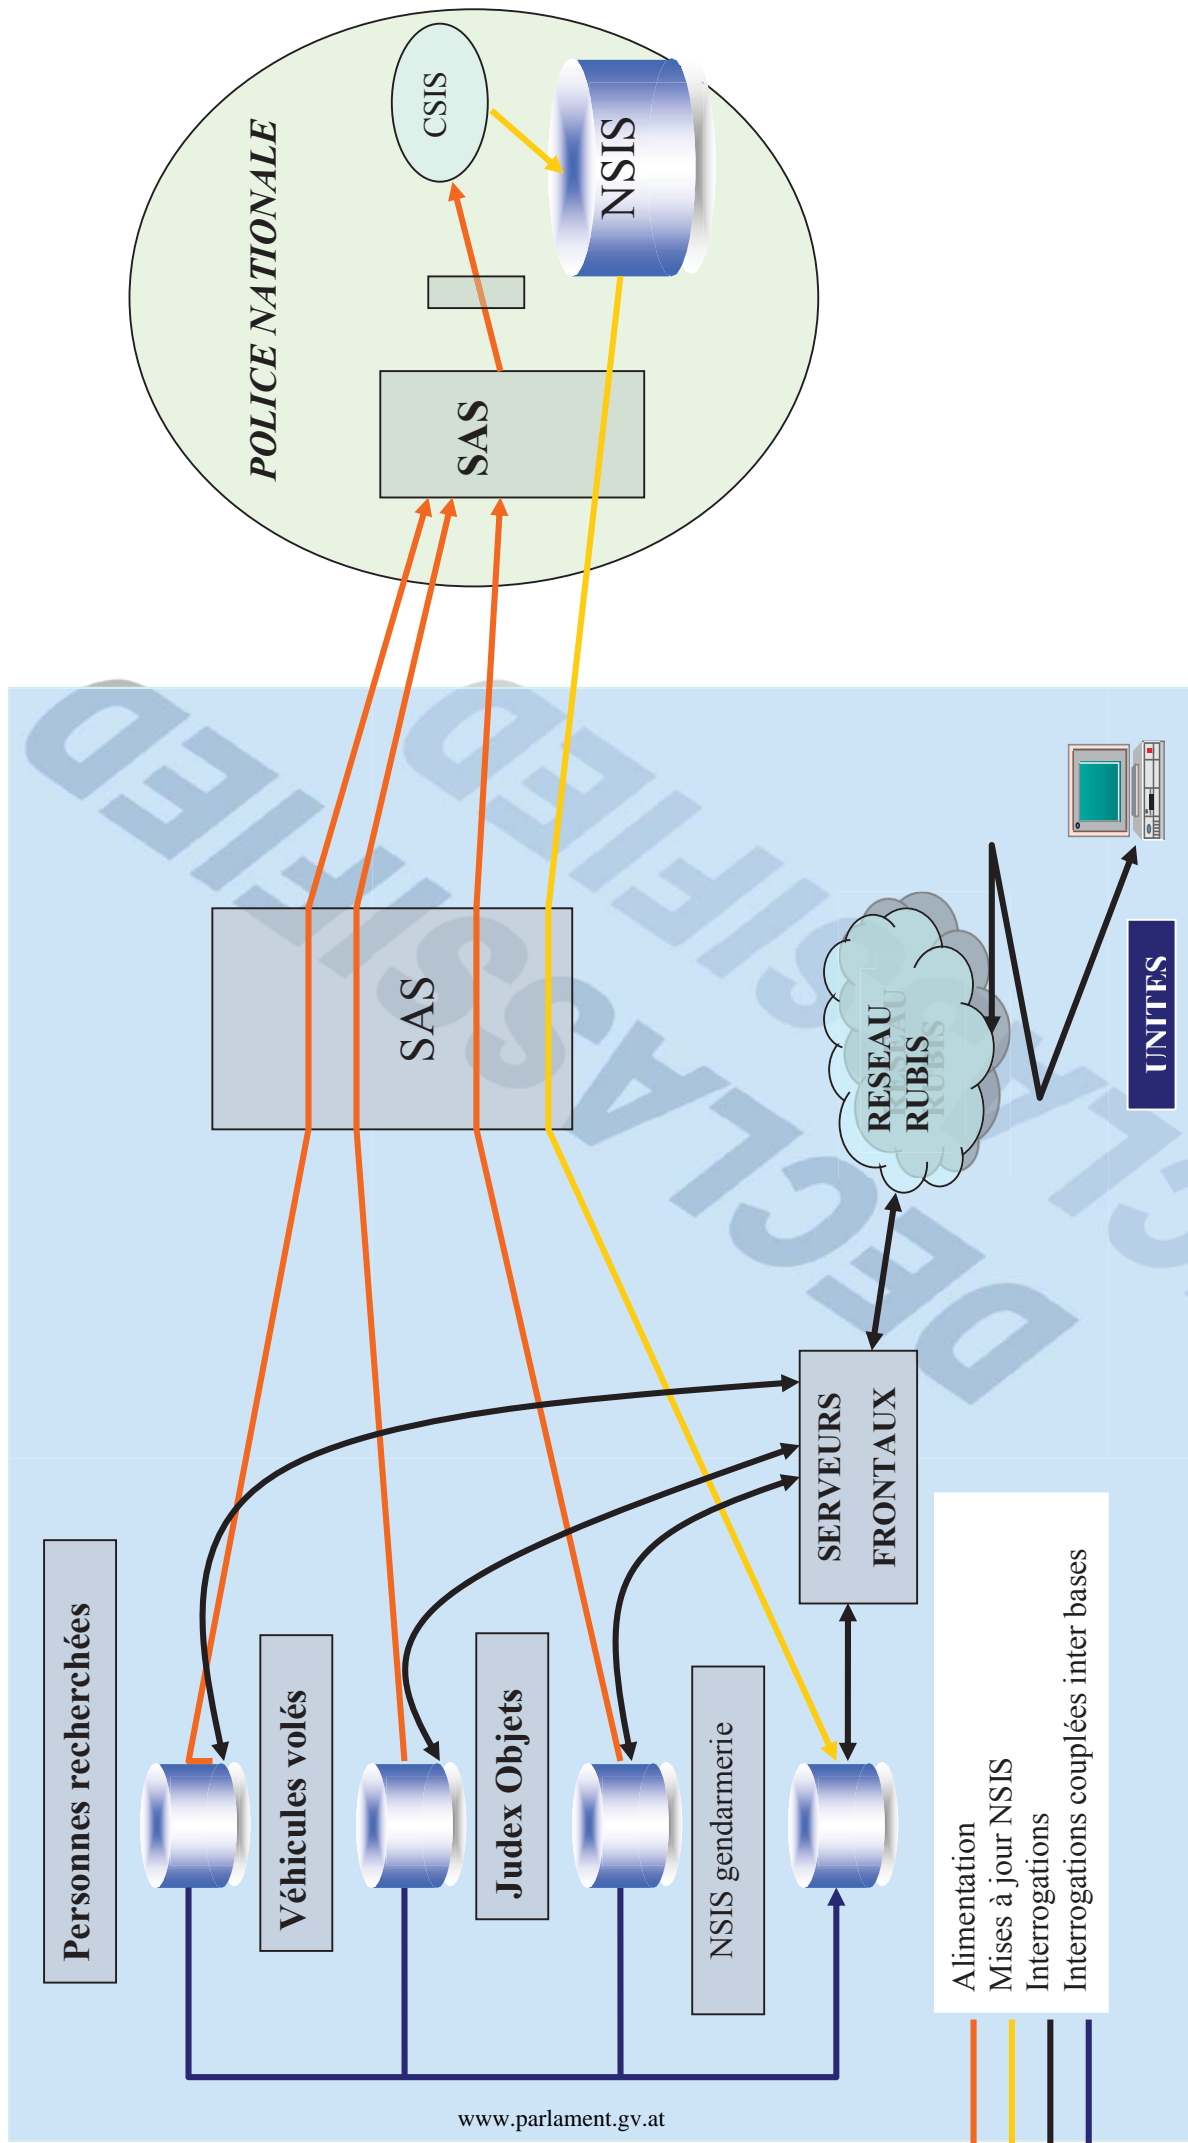 POLICE NATIONALE
CSIS
NSIS
SAS
SAS
DECLASSIFIED
RESEAU
RUBIS
UNITES
SERVEURS
FRONTAUX
Personnes recherchées
Véhicules volés
Judex Objets
NSIS gendarmerie
Alimentation
Mises à jour NSIS
Interrogations
Interrogations couplées inter bases
www.parlament.gv.at